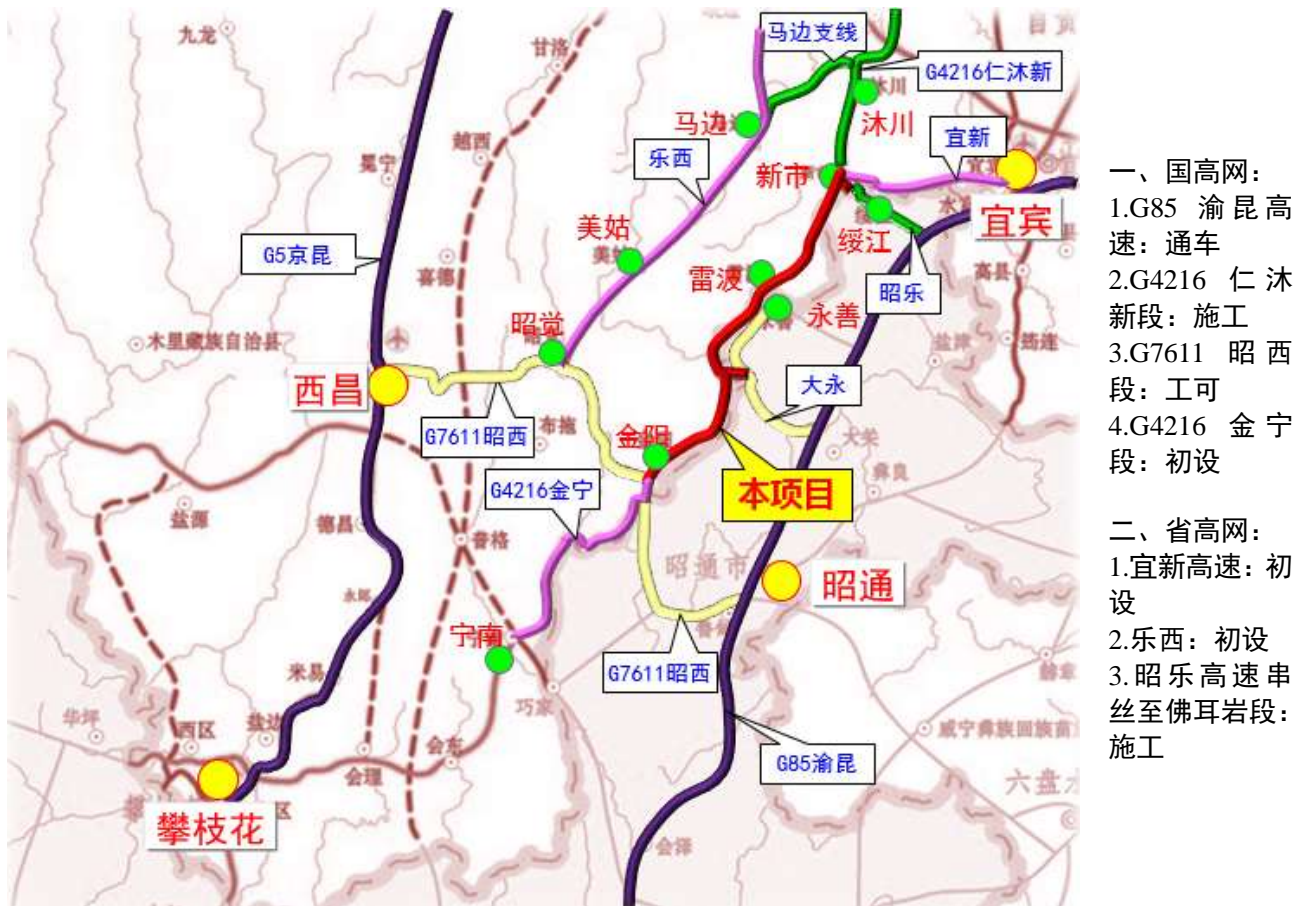 九龙
甘洛
马边支线
自贡
G4216仁沐新
沐川
沐川
马边
越西
冕宁
乐西
宜新
新市
宜宾
绥江
美姑
美姑
G5京昆
喜德
高县
雷波
昭乐
永善
昭觉
木里藏族自治县
盐津
筠连
西昌
大永
G7611昭西
布拖
金阳
大关
彝良
G4216金宁
本项目
盐源
德昌
普格
昭通市
昭通
永郎
宁南
G7611昭西
米易
巧家
华坪
西区
盐边
会东
会理
威宁彝族回族苗
G85渝昆
六盘水
攀枝花
区
会泽
一、国高网：
1.G85 渝昆高
速：通车
2.G4216 仁沐
新段：施工
3.G7611 昭西
段：工可
4.G4216 金宁
段：初设
二、省高网：
1.宜新高速：初
设
2.乐西：初设
3.昭乐高速串
丝至佛耳岩段：
施工